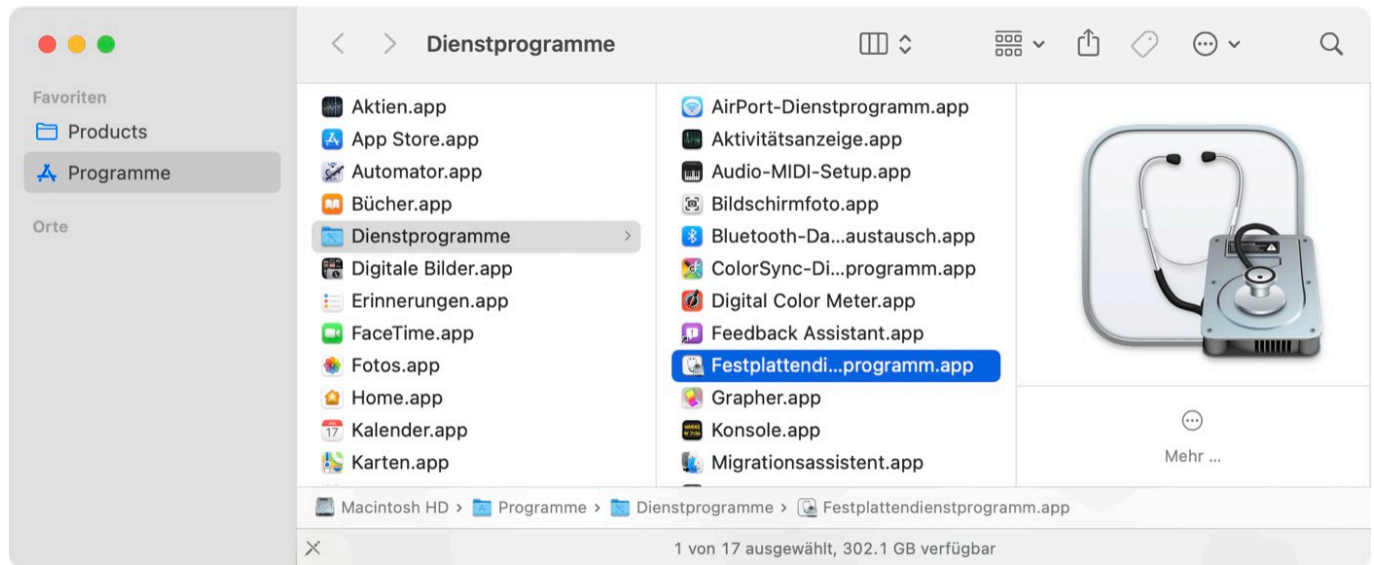 Dienstprogramme
Favoriten
Products
Programme
Orte
Aktien.app
App Store.app
Automator.app
Bücher.app
Dienstprogramme
Digitale Bilder.app
Erinnerungen.app
FaceTime.app
Fotos.app
Home.app
17
Kalender.app
Karten.app
AirPort-Dienstprogramm.app
Aktivitätsanzeige.app
Audio-MIDI-Setup.app
Bildschirmfoto.app
Bluetooth-Da...austausch.app
ColorSync-Di...programm.app
Digital Color Meter.app
Feedback Assistant.app
Festplattendi...programm.app
Grapher.app
Konsole.app
Migrationsassistent.app
Mehr ...
Macintosh HD › Programme › Dienstprogramme › Festplattendienstprogramm.app
1 von 17 ausgewählt, 302.1 GB verfügbar